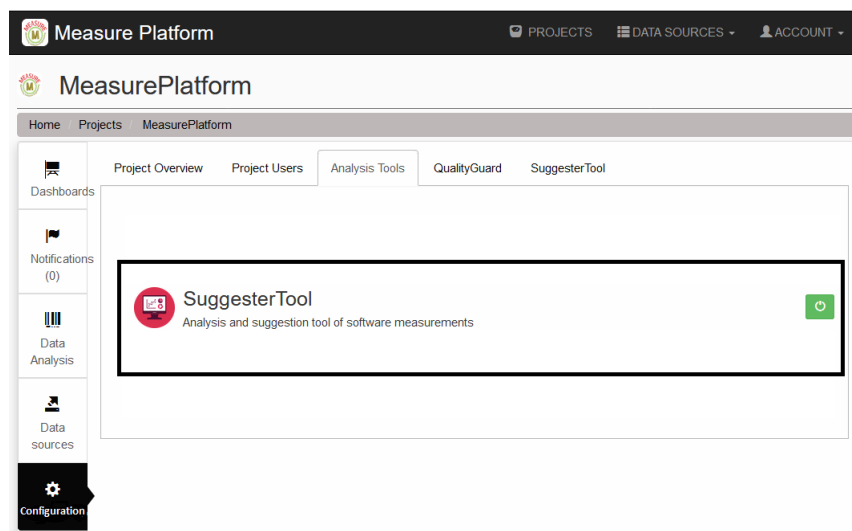 Measure Platform PROJECTS DATA SOURCES ACCOUNT
MeasurePlatform
Home / Projects / MeasurePlatform
Project Overview Project Users Analysis Tools QualityGuard SuggesterTool
Dashboards
Notifications
(0)
SuggesterTool
Analysis and suggestion tool of software measurements
Data
Analysis
Data
sources
Configuration